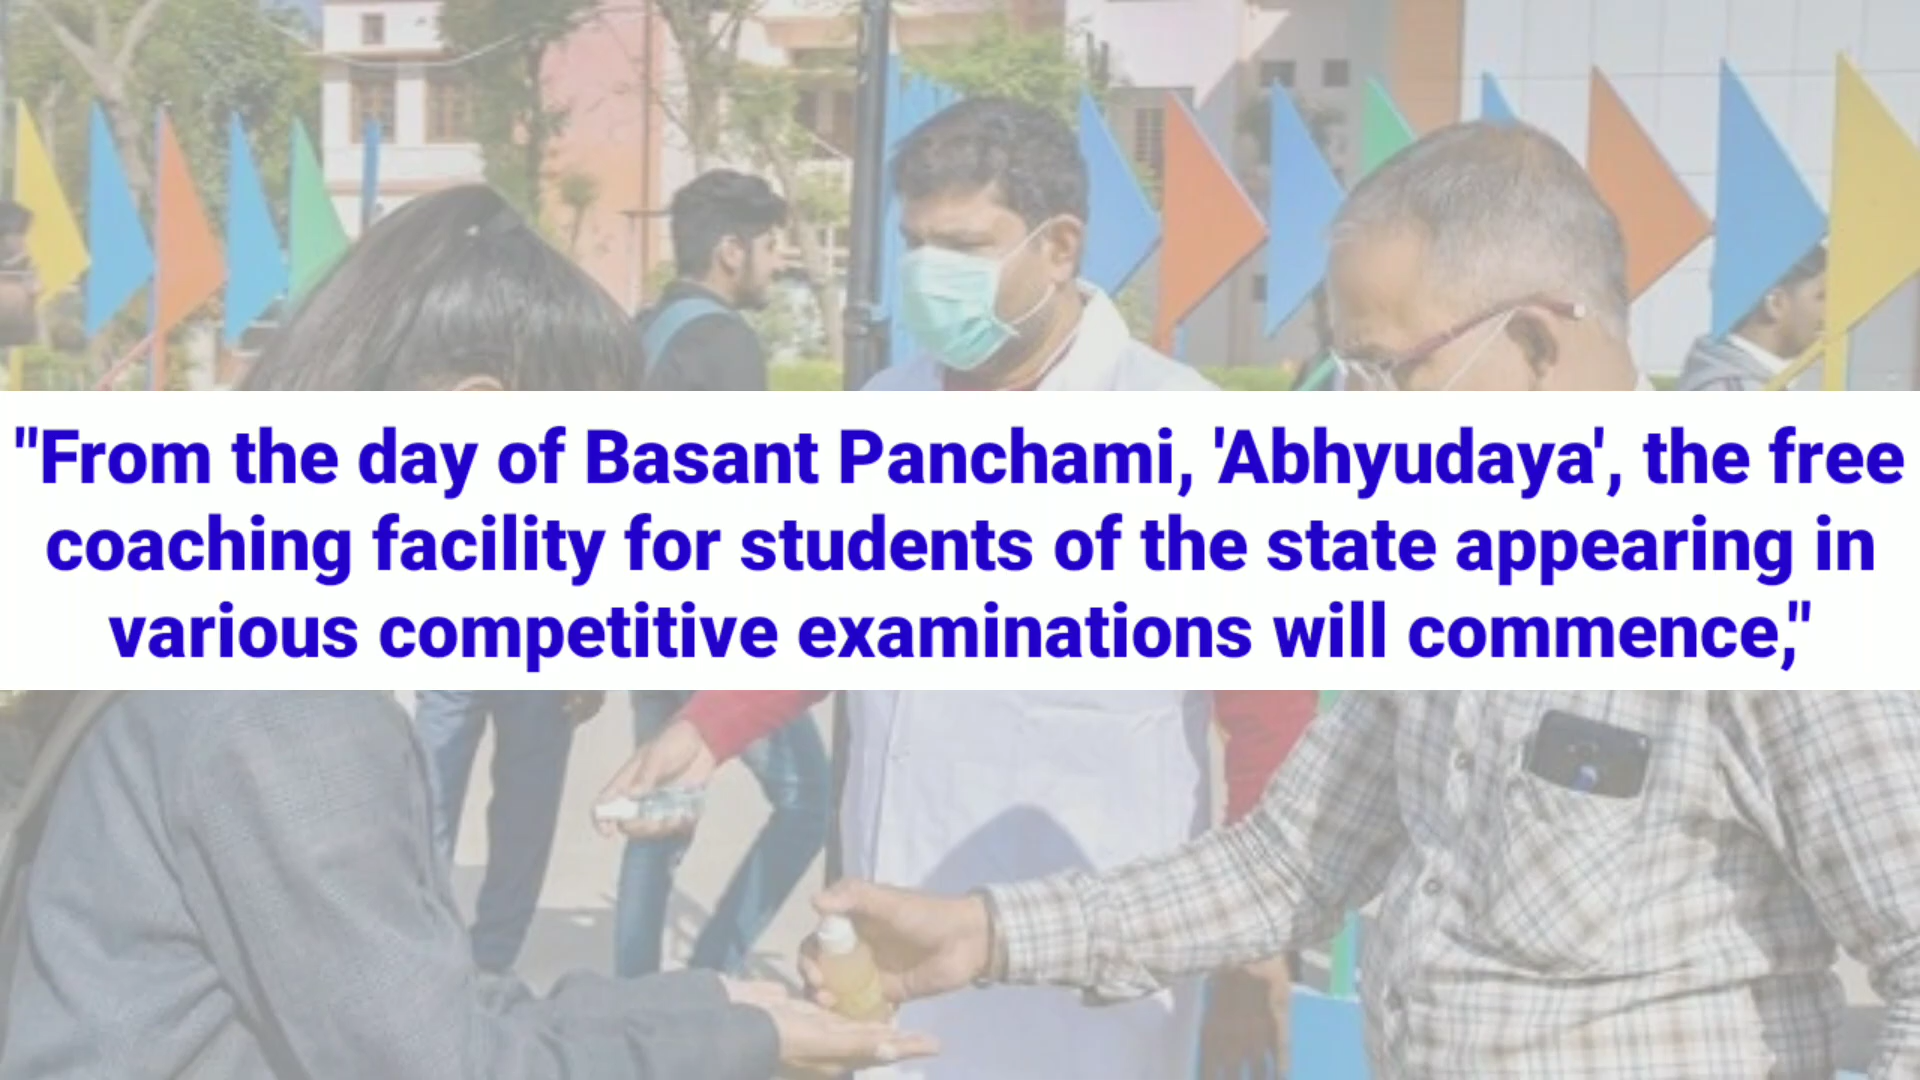 "From the day of Basant Panchami, 'Abhyudaya', the free
coaching facility for students of the state appearing in
various competitive examinations will commence,"